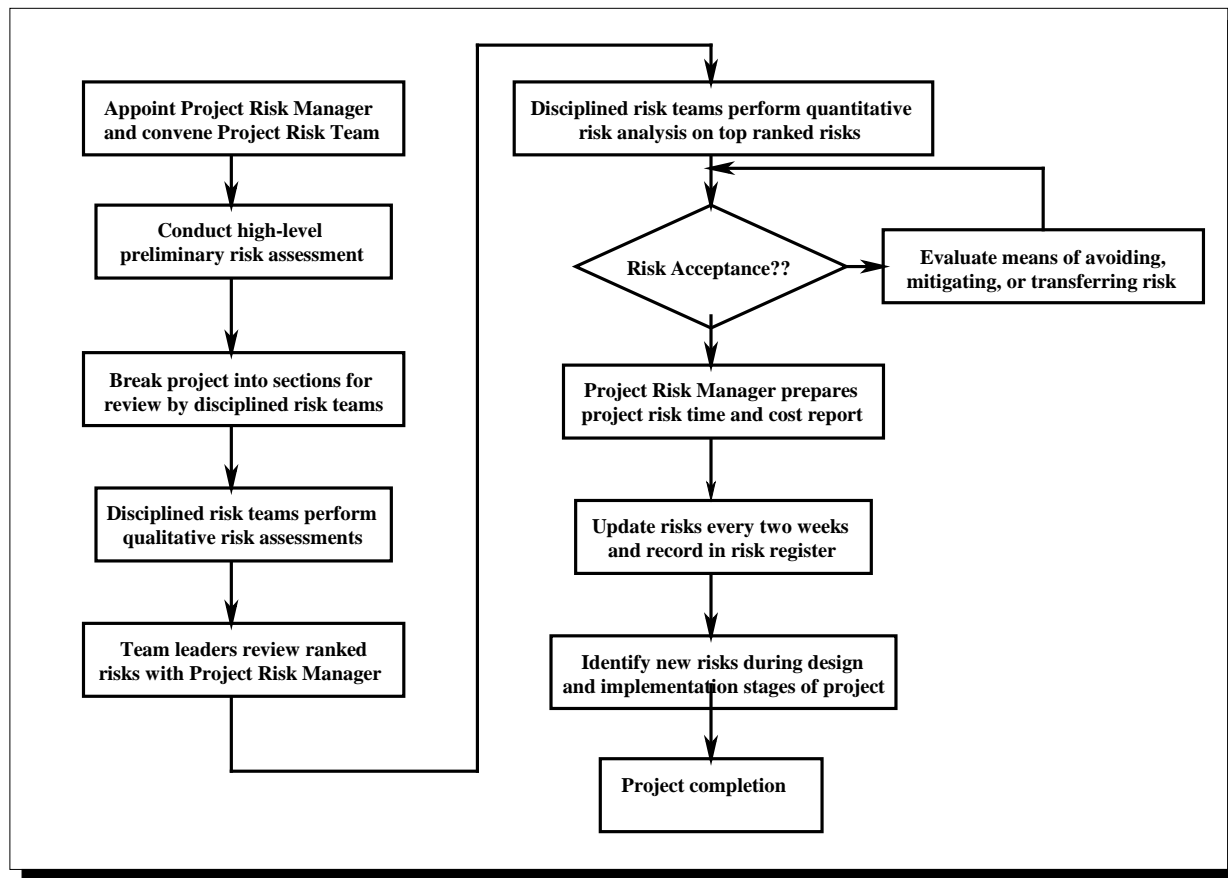 Appoint Project Risk Manager
and convene Project Risk Team
Conduct high-level
preliminary risk assessment
Break project into sections for
review by disciplined risk teams
Disciplined risk teams perform
qualitative risk assessments
Team leaders review ranked
risks with Project Risk Manager
Disciplined risk teams perform quantitative
risk analysis on top ranked risks
Risk Acceptance??
Evaluate means of avoiding,
mitigating, or transferring risk
Project Risk Manager prepares
project risk time and cost report
Update risks every two weeks
and record in risk register
Identify new risks during design
and implementation stages of project
Project completion